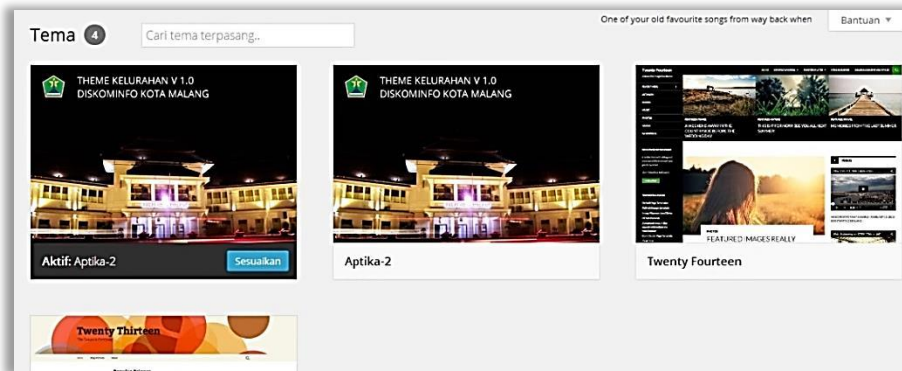 One of your old favourite songs from way back when
Bantuan
Tema 4
Cari tema terpasang..
THEME KELURAHAN V 1.0
DISKOMINFO KOTA MALANG
THEME KELURAHAN V 1.0
DISKOMINFO KOTA MALANG
Twenty Fourteen
FEATURED IMAGES REALLY
Aktif: Aptika-2
Sesuaikan
Aptika-2
Twenty Fourteen
Twenty Thirteen